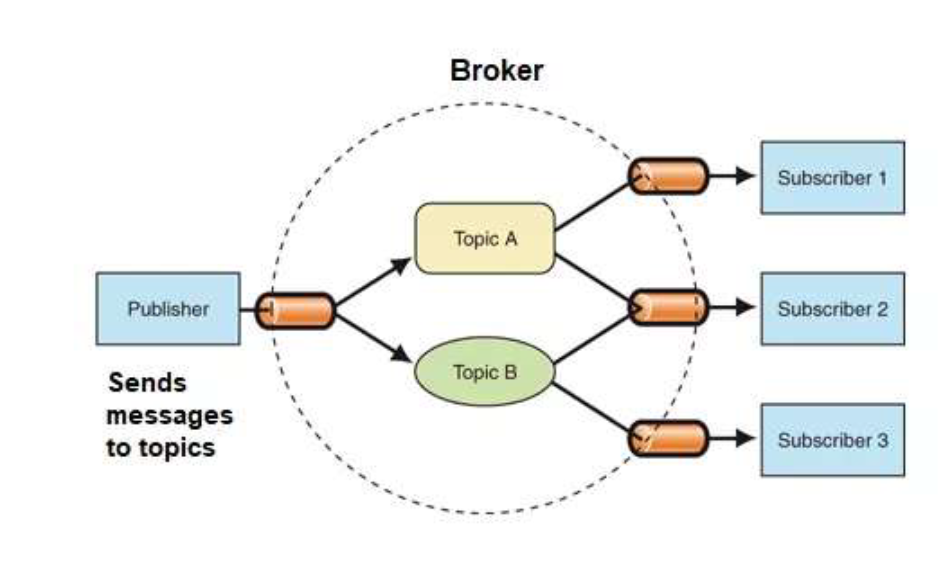 Broker
Subscriber 1
Topic A
Publisher
Subscriber 2
Sends
messages
to topics
Topic B
Subscriber 3